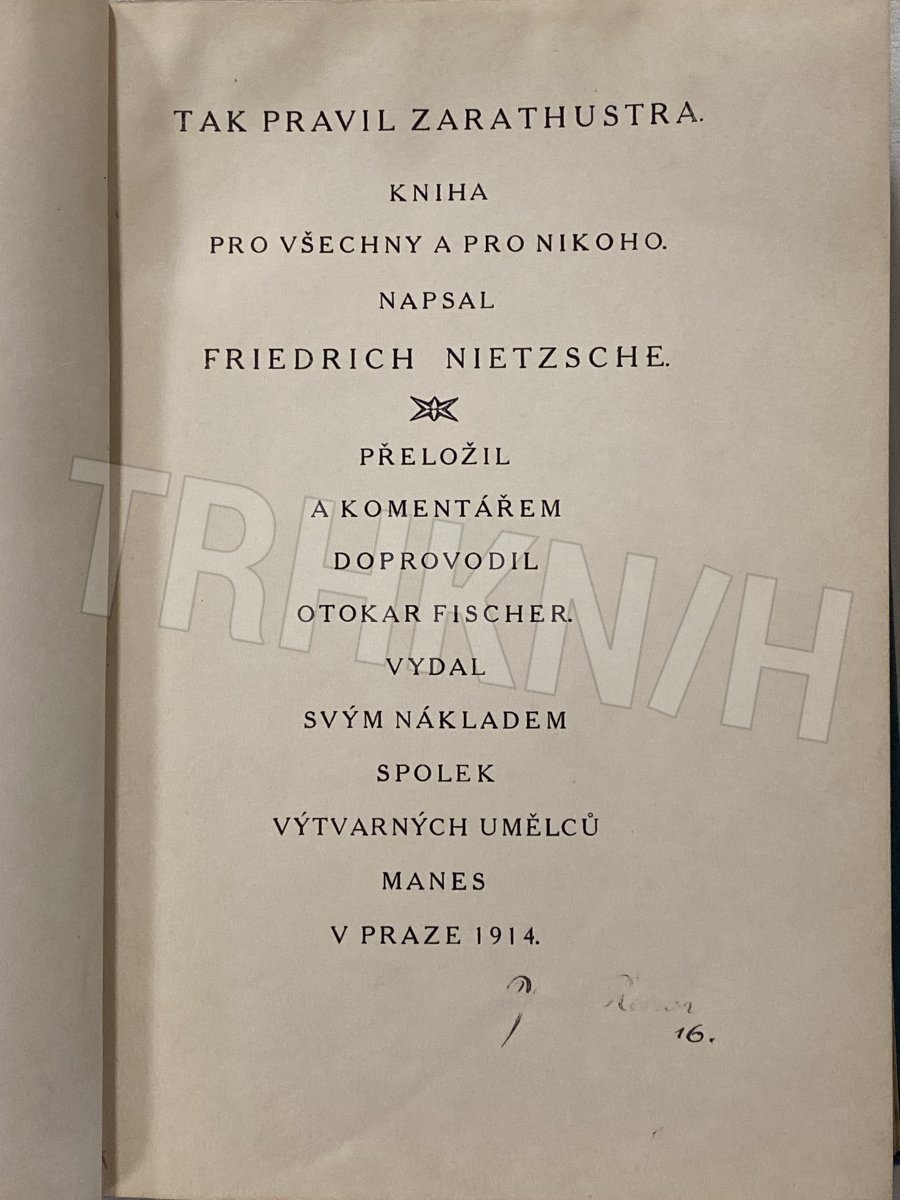 TAK PRAVIL ZARATHUSTRA.
KNIHA
PRO VŠECHNY A PRO NIKOHO.
NAPSAL
FRIEDRICH NIETZSCHE.
PŘELOŽIL
A KOMENTÁŘEM
DOPROVODIL
OTOKAR FISCHER.
VYDAL
SVÝM NÁKLADEM
SPOLEK
VÝTVARNÝCH UMĚLCŮ
MANES
V PRAZE 1914.
16.
TRHKN/H